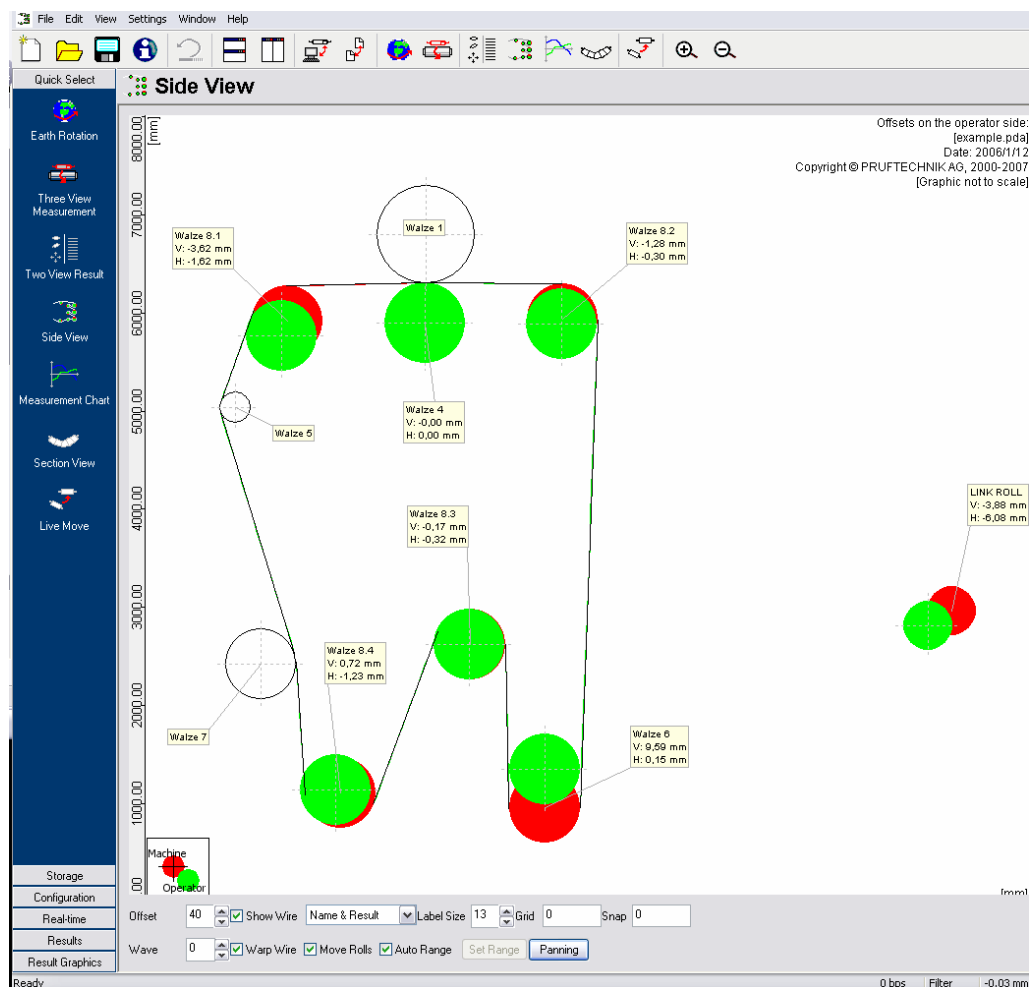 File Edit View Settings Window Help
Quick Select
Side View
Earth Rotation
Three View
Measurement
Two View Result
Side View
Measurement Chart
Section View
Live Move
Storage
Configuration
Real-time
Results
Result Graphics
8000.00
[mm]
7000.00
6000.00
5000.00
4000.00
3000.00
2000.00
1000.00
Offsets on the operator side:
[example.pda]
Date: 2006/1/12
Copyright © PRUFTECHNIK AG, 2000-2007
[Graphic not to scale]
Walze 1
Walze 8.1
V: -3,62 mm
H: -1,62 mm
Walze 8.2
V: -1,28 mm
H: -0,30 mm
Walze 4
V: -0,00 mm
H: 0,00 mm
Walze 5
LINK ROLL
V: -3,88 mm
H: -6,08 mm
Walze 8.3
V: -0,17 mm
H: -0,32 mm
Walze 8.4
V: 0,72 mm
H: -1,23 mm
Walze 7
Walze 6
V: 9,59 mm
H: 0,15 mm
Machine
Operator
[mm]
Offset 40 Show Wire Name & Result Label Size 13 Grid 0 Snap 0
Wave 0 Warp Wire Move Rolls Auto Range Set Range Panning
Ready 0 bps Filter -0.03 mm